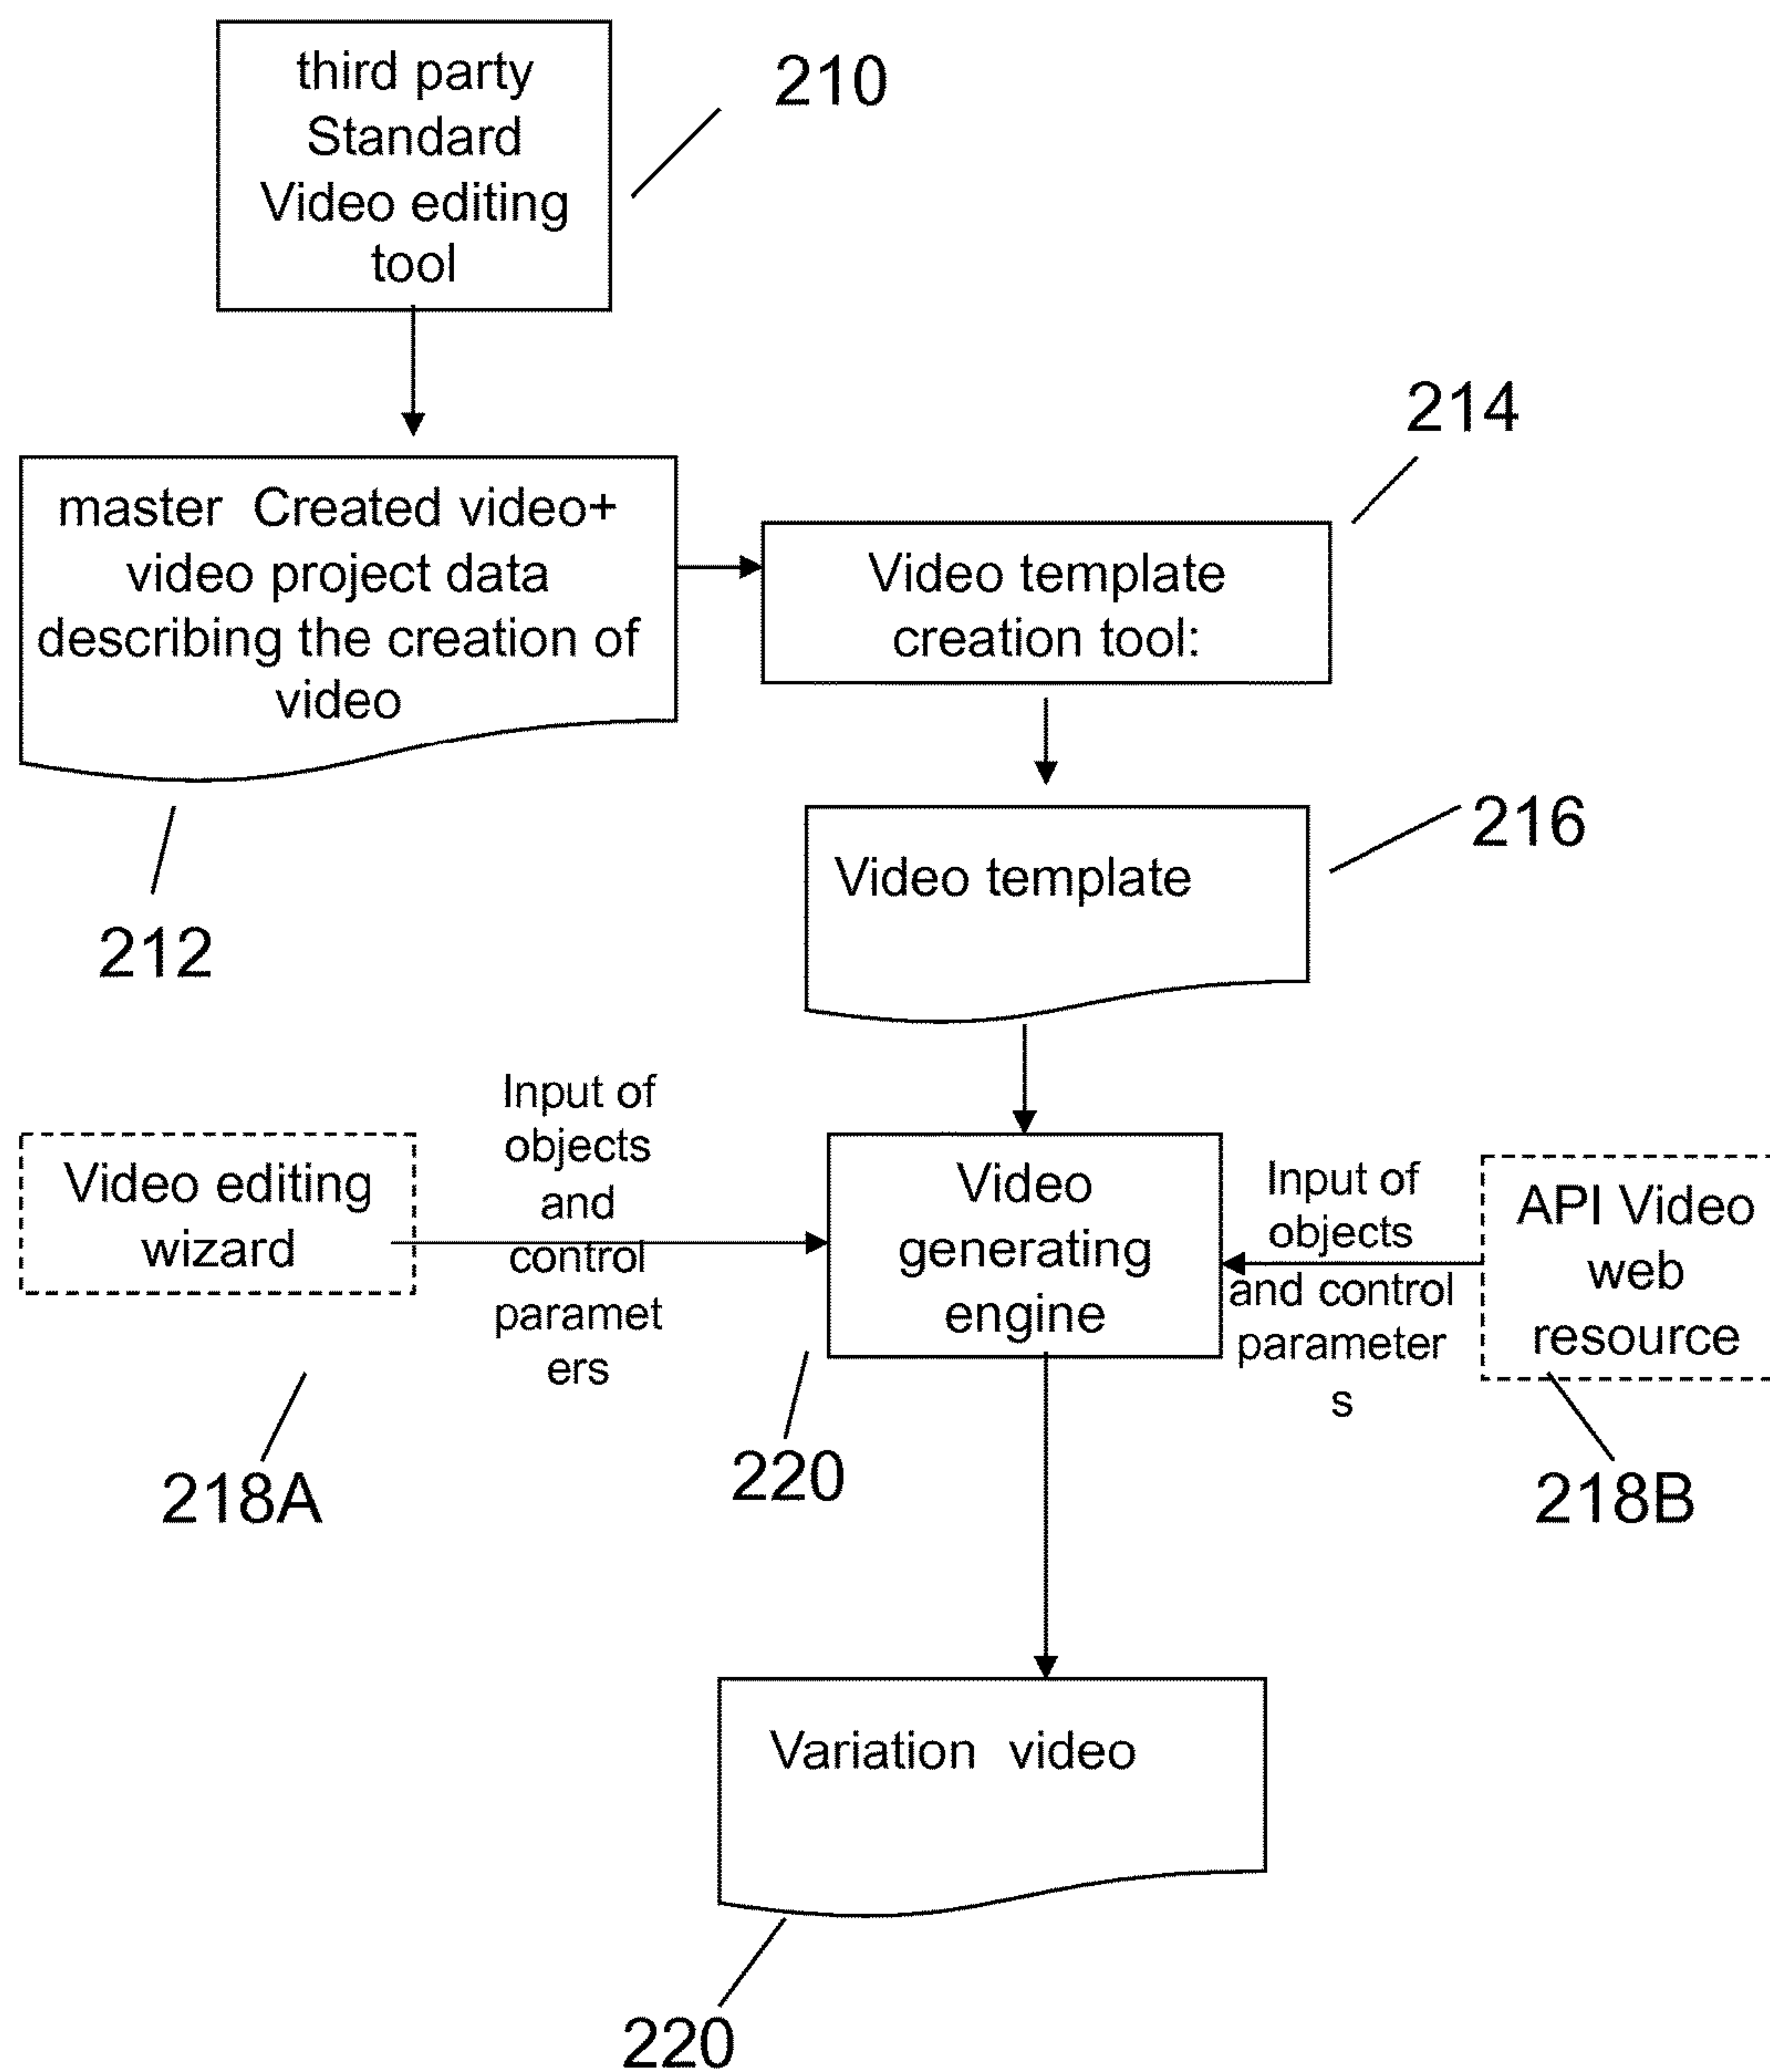 third party
Standard
Video editing
tool
210
master Created video+
video project data
describing the creation of
video
212
214
Video template
creation tool:
216
Video template
Video editing
wizard
218A
Input of
objects
and
control
paramet
ers
Video
generating
engine
220
Input of
objects
and control
parameter
s
API Video
web
resource
218B
Variation video
220